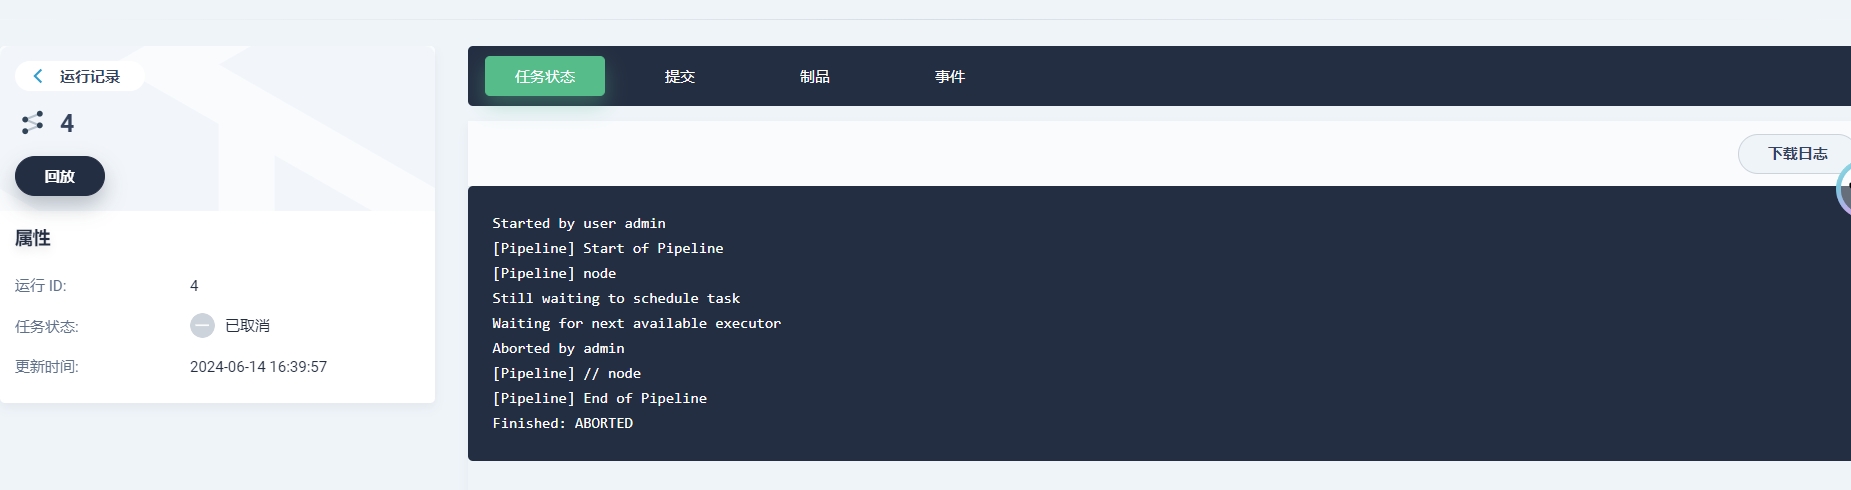 运行记录
4
回放
属性
运行 ID: 4
任务状态: 已取消
更新时间: 2024-06-14 16:39:57
任务状态 提交 制品 事件
下载日志
Started by user admin
[Pipeline] Start of Pipeline
[Pipeline] node
Still waiting to schedule task
Waiting for next available executor
Aborted by admin
[Pipeline] // node
[Pipeline] End of Pipeline
Finished: ABORTED